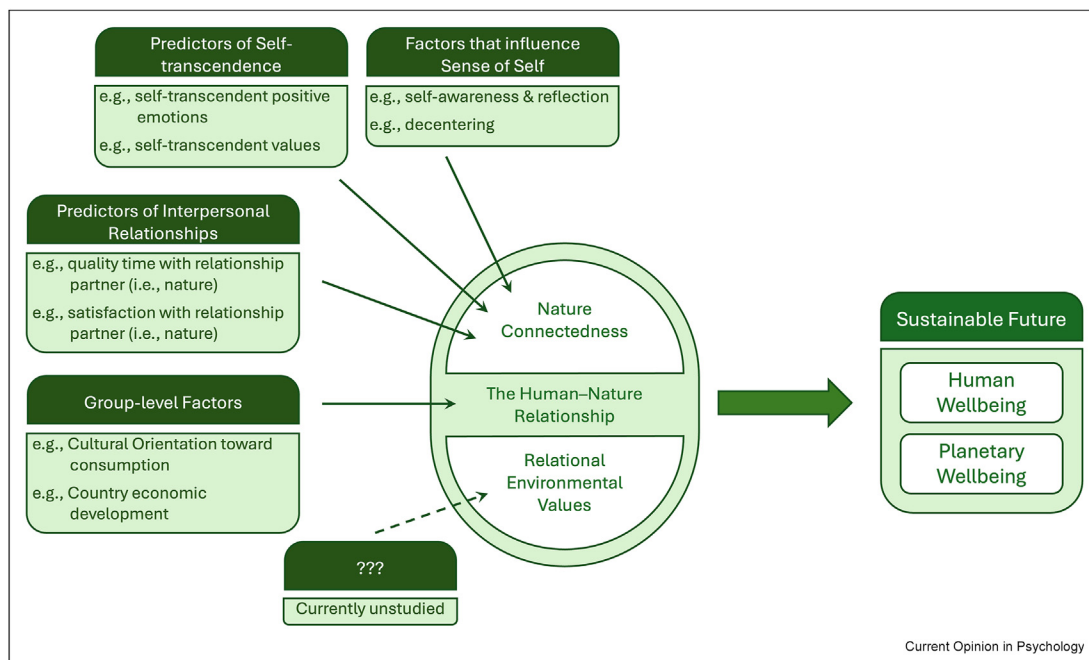 Predictors of Self-
transcendence
e.g., self-transcendent positive
emotions
e.g., self-transcendent values
Factors that influence
Sense of Self
e.g., self-awareness & reflection
e.g., decentering
Predictors of Interpersonal
Relationships
e.g., quality time with relationship
partner (i.e., nature)
e.g., satisfaction with relationship
partner (i.e., nature)
Group-level Factors
e.g., Cultural Orientation toward
consumption
e.g., Country economic
development
???
Currently unstudied
Nature
Connectedness
The Human–Nature
Relationship
Relational
Environmental
Values
Sustainable Future
Human
Wellbeing
Planetary
Wellbeing
Current Opinion in Psychology